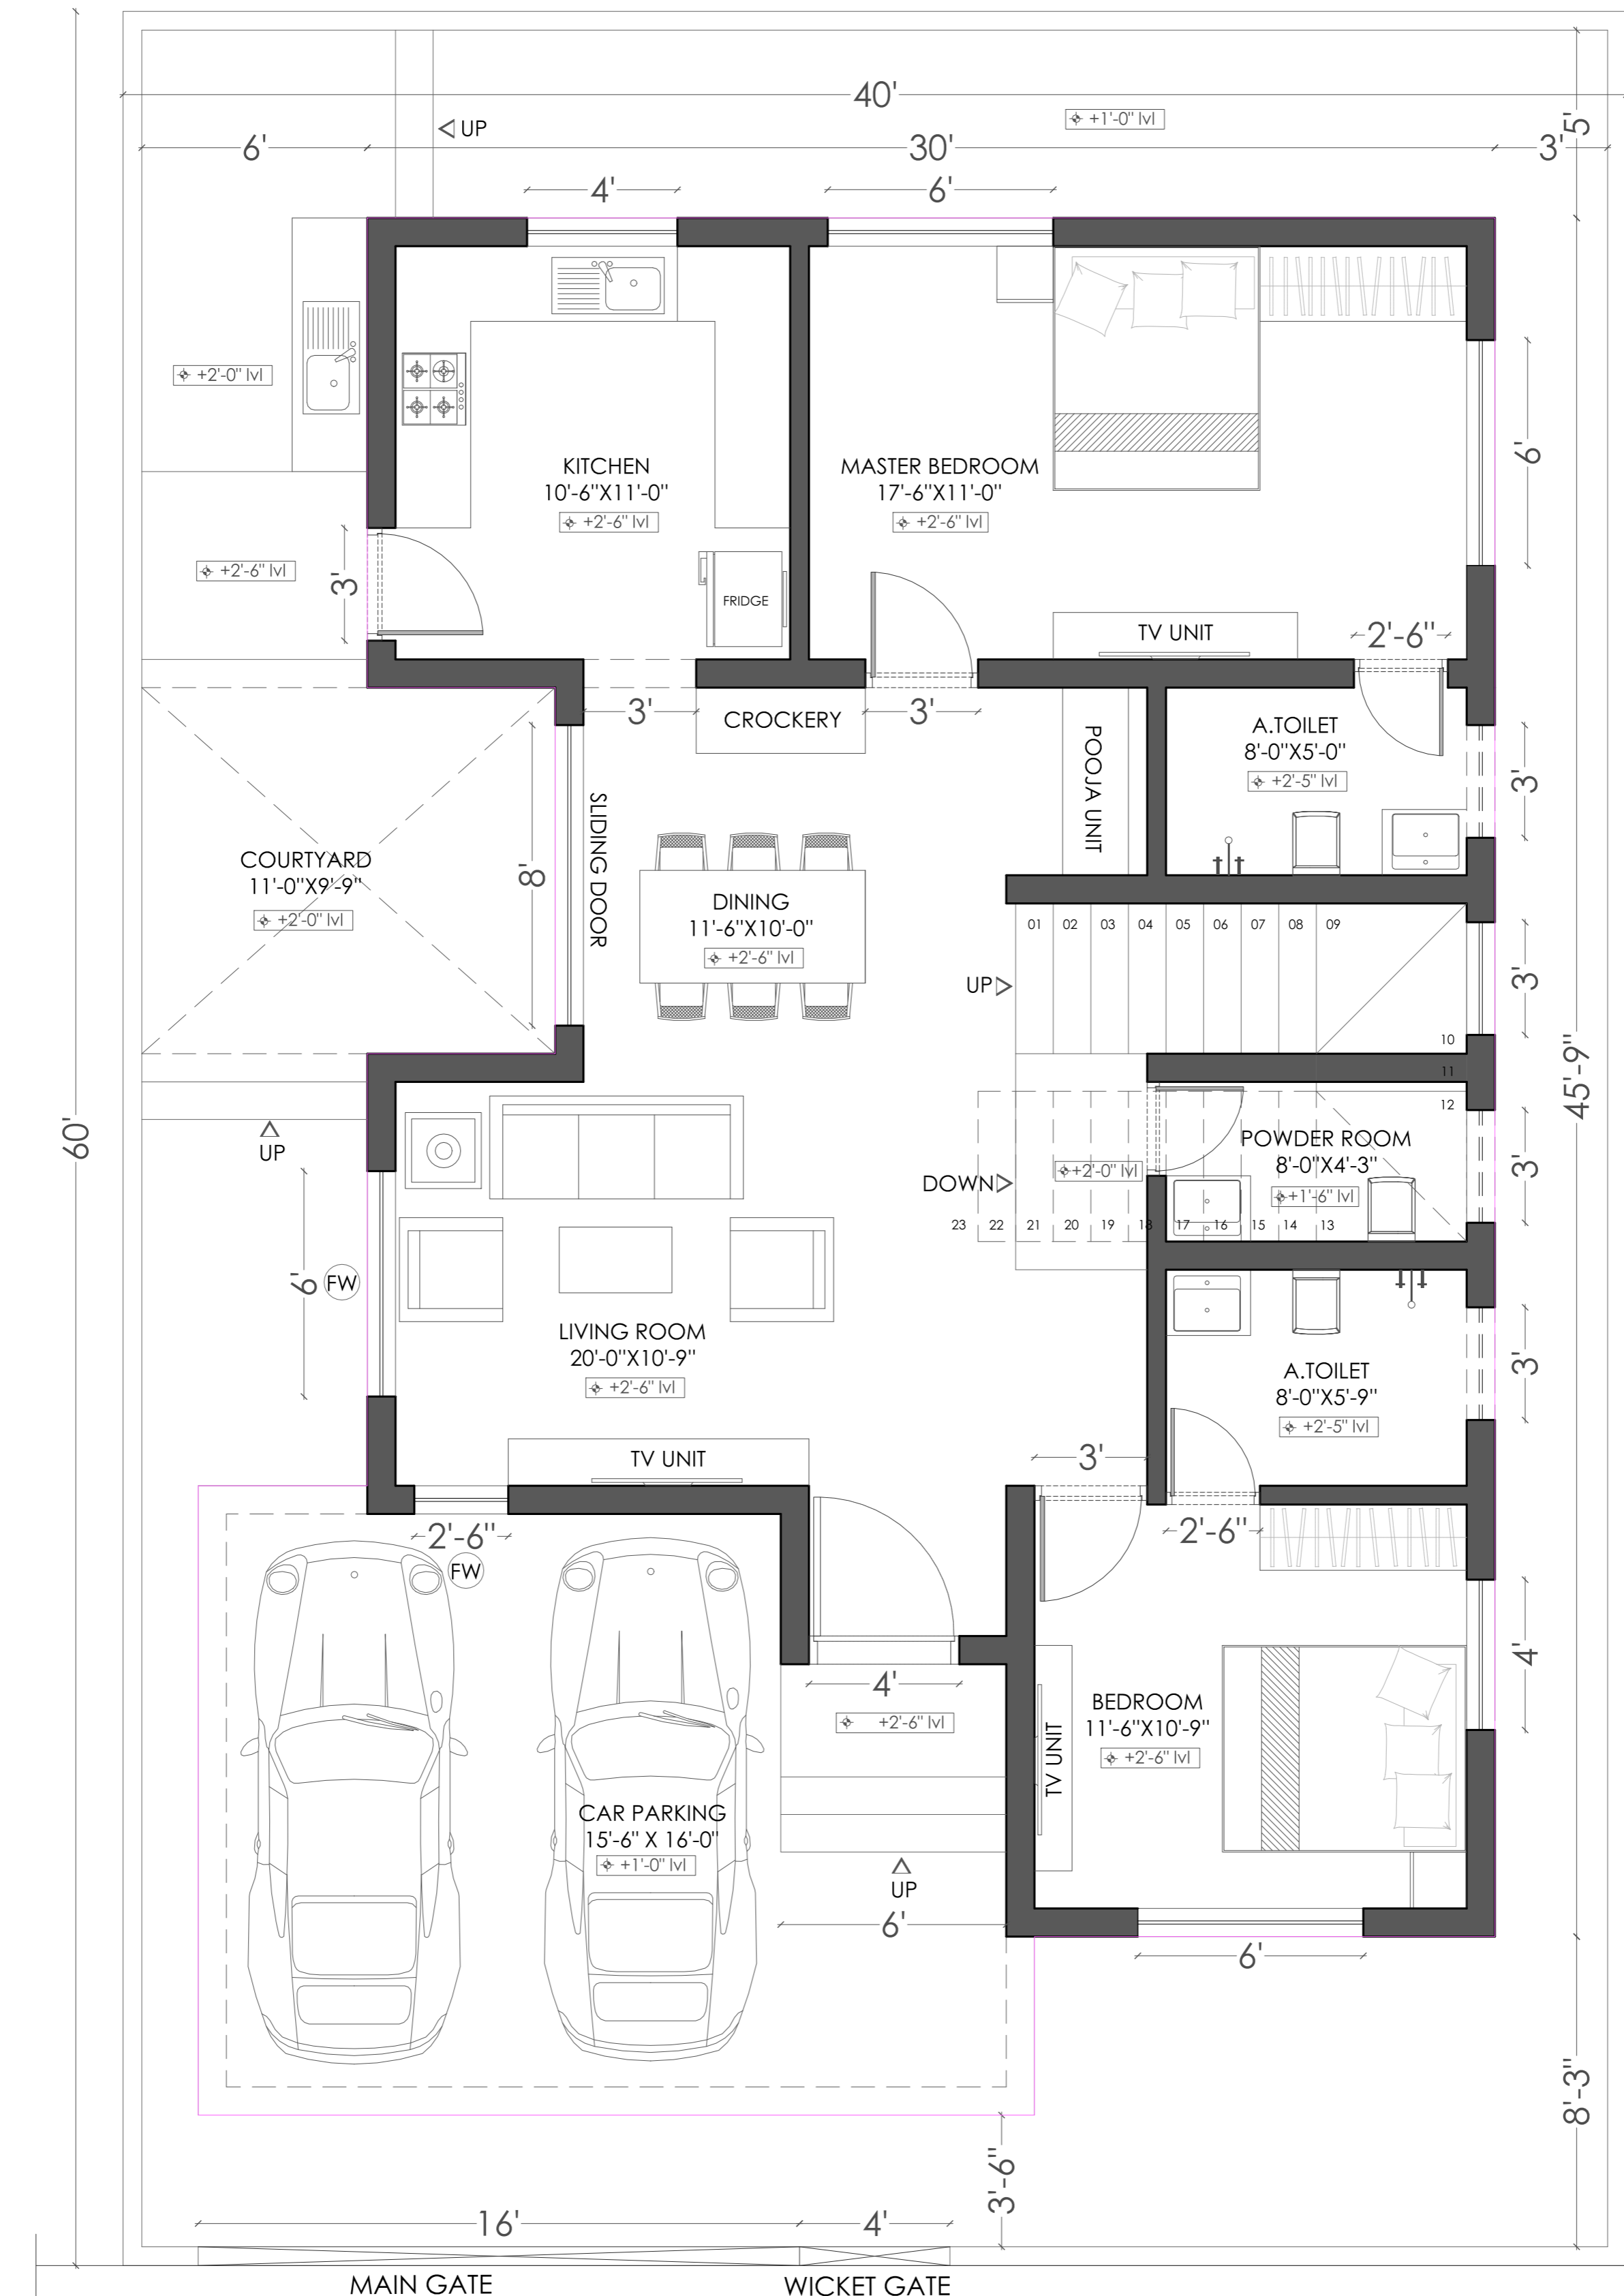 40'
+1'-0" lvl
5'
UP
6'
30'
3'
4'
6'
+2'-0" lvl
KITCHEN
10'-6"X11'-0"
+2'-6" lvl
MASTER BEDROOM
17'-6"X11'-0"
+2'-6" lvl
6'
+2'-6" lvl
3'
FRIDGE
TV UNIT
2'-6"
3'
CROCKERY
3'
POOJA UNIT
A.TOILET
8'-0"X5'-0"
+2'-5" lvl
3'
COURTYARD
11'-0"X9'-9"
+2'-0" lvl
8'
SLIDING DOOR
DINING
11'-6"X10'-0"
+2'-6" lvl
01
02
03
04
05
06
07
08
09
UP
3'
10
11
12
45'-9"
60'
UP
POWDER ROOM
8'-0"X4'-3"
+1'-6" lvl
3'
+2'-0" lvl
DOWN
23
22
21
20
19
18
17
16
15
14
13
6'
FW
LIVING ROOM
20'-0"X10'-9"
+2'-6" lvl
A.TOILET
8'-0"X5'-9"
+2'-5" lvl
3'
TV UNIT
3'
2'-6"
FW
2'-6"
4'
+2'-6" lvl
BEDROOM
11'-6"X10'-9"
+2'-6" lvl
TV UNIT
4'
CAR PARKING
15'-6" X 16'-0"
+1'-0" lvl
UP
6'
6'
8'-3"
3'-6"
16'
4'
MAIN GATE
WICKET GATE